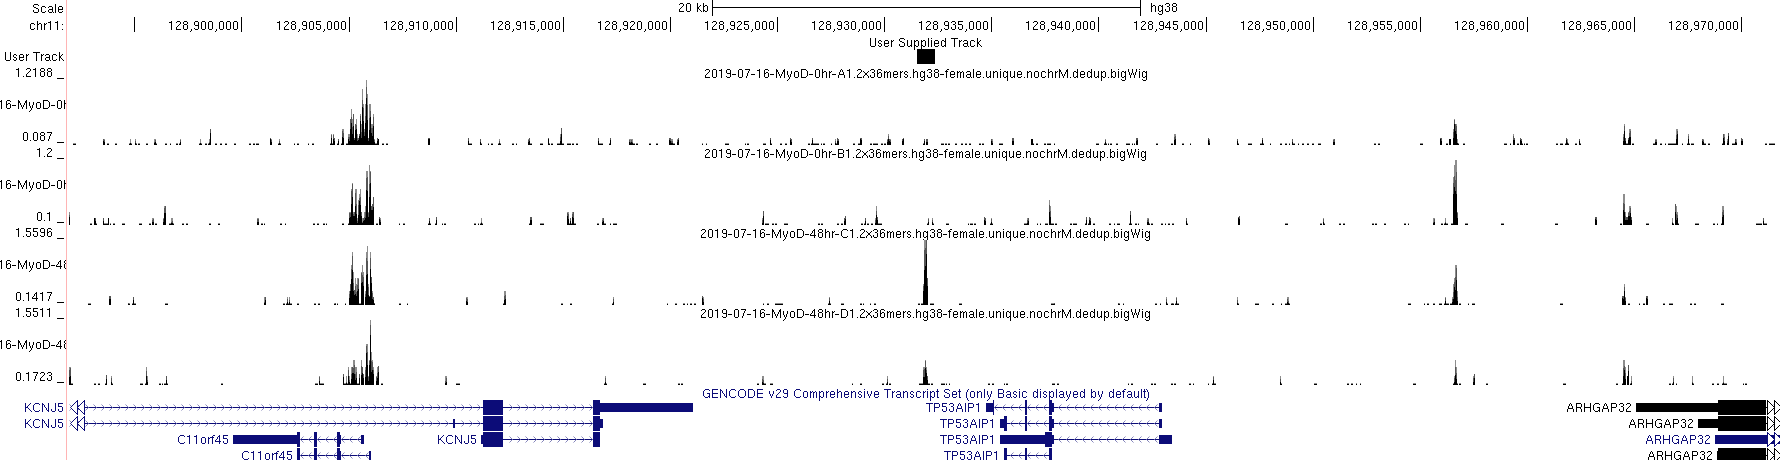 Scale 20 kb hg38
chr11: 128,900,000 128,905,000 128,910,000 128,915,000 128,920,000 128,925,000 128,930,000 128,935,000 128,940,000 128,945,000 128,950,000 128,955,000 128,960,000 128,965,000 128,970,000
User Supplied Track
User Track
1.2188 2019-07-16-MyoD-0hr-A1.2x36mers.hg38-female.unique.nochrM.dedup.bigWig
16-MyoD-0h
0.087
1.2 2019-07-16-MyoD-0hr-B1.2x36mers.hg38-female.unique.nochrM.dedup.bigWig
16-MyoD-0h
0.1
1.5596 2019-07-16-MyoD-48hr-C1.2x36mers.hg38-female.unique.nochrM.dedup.bigWig
16-MyoD-48
0.1417
1.5511 2019-07-16-MyoD-48hr-D1.2x36mers.hg38-female.unique.nochrM.dedup.bigWig
16-MyoD-48
0.1723
GENCODE v29 Comprehensive Transcript Set (only Basic displayed by default)
KCNJ5 TP53AIP1 ARHGAP32
KCNJ5 TP53AIP1 ARHGAP32
C11orf45 KCNJ5 TP53AIP1 ARHGAP32
C11orf45 TP53AIP1 ARHGAP32